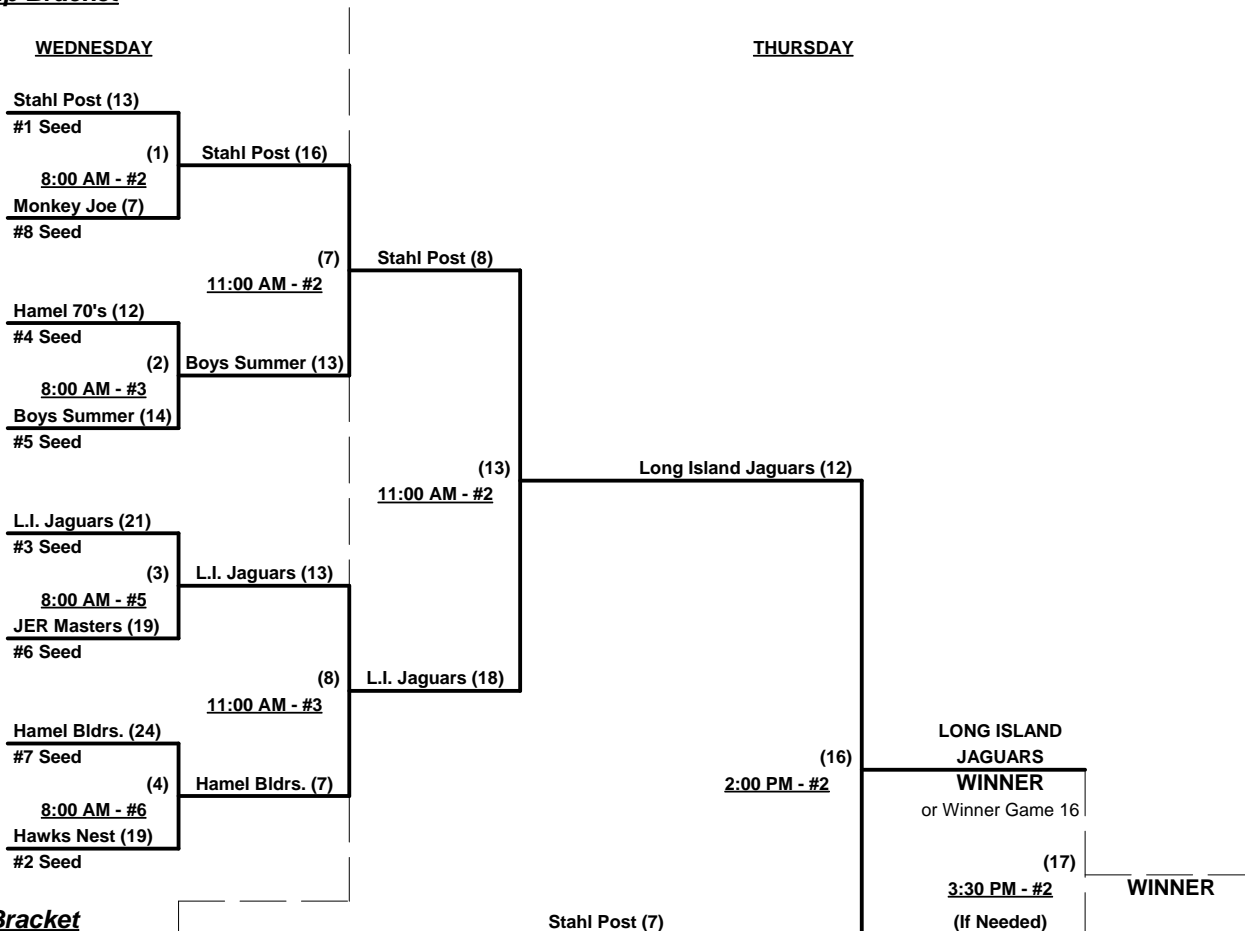 Bracket
WEDNESDAY
THURSDAY
Stahl Post (13)
#1 Seed
(1)
Stahl Post (16)
8:00 AM - #2
Monkey Joe (7)
#8 Seed
(7)
Stahl Post (8)
11:00 AM - #2
Hamel 70's (12)
#4 Seed
(2)
Boys Summer (13)
8:00 AM - #3
Boys Summer (14)
#5 Seed
(13)
Long Island Jaguars (12)
11:00 AM - #2
L.I. Jaguars (21)
#3 Seed
(3)
L.I. Jaguars (13)
8:00 AM - #5
JER Masters (19)
#6 Seed
(8)
L.I. Jaguars (18)
11:00 AM - #3
Hamel Bldrs. (24)
#7 Seed
(4)
Hamel Bldrs. (7)
8:00 AM - #6
Hawks Nest (19)
#2 Seed
(16)
2:00 PM - #2
LONG ISLAND
JAGUARS
WINNER
or Winner Game 16
(17)
3:30 PM - #2
(If Needed)
WINNER
Bracket
Stahl Post (7)